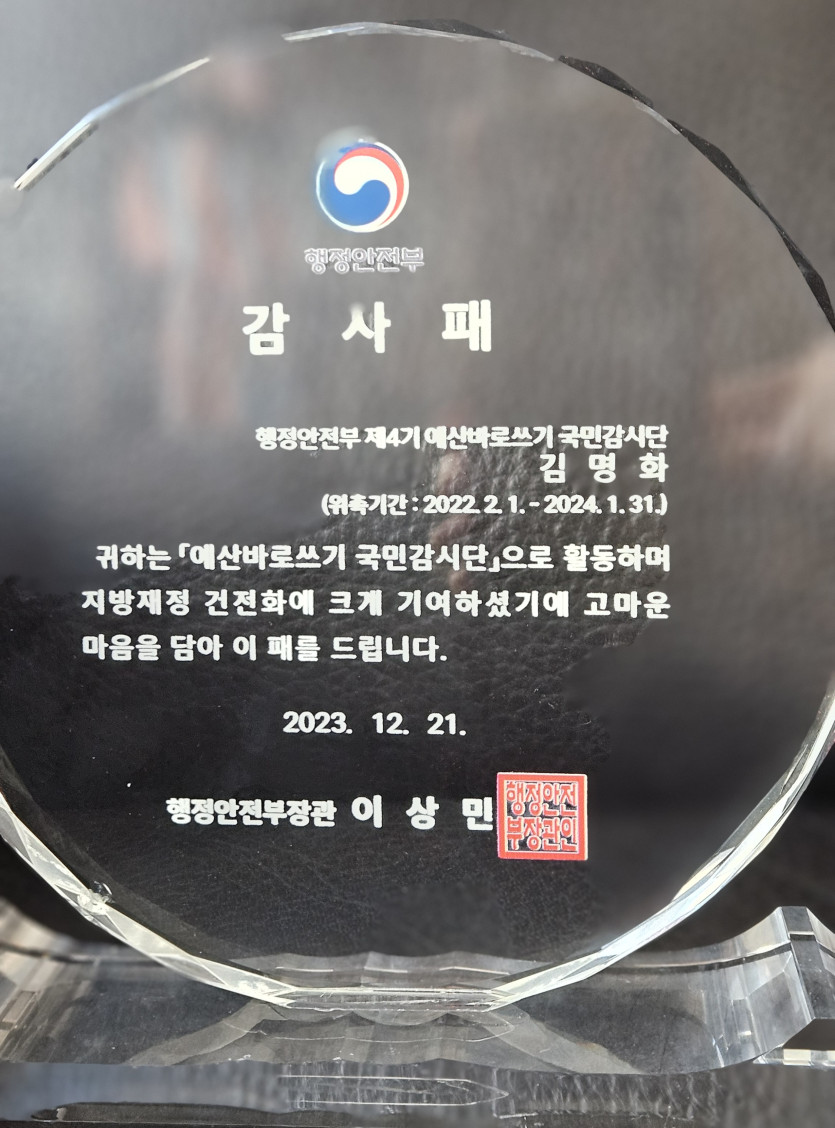 행정안전부
감 사 패
행정안전부 제4기 예산바로쓰기 국민감시단
김 명 화
(위촉기간 : 2022. 2. 1. - 2024. 1. 31.)
귀하는 「예산바로쓰기 국민감시단」으로 활동하며
지방재정 건전화에 크게 기여하셨기에 고마운
마음을 담아 이 패를 드립니다.
2023. 12. 21.
행정안전부장관 이 상 민
행정안전
부장관인